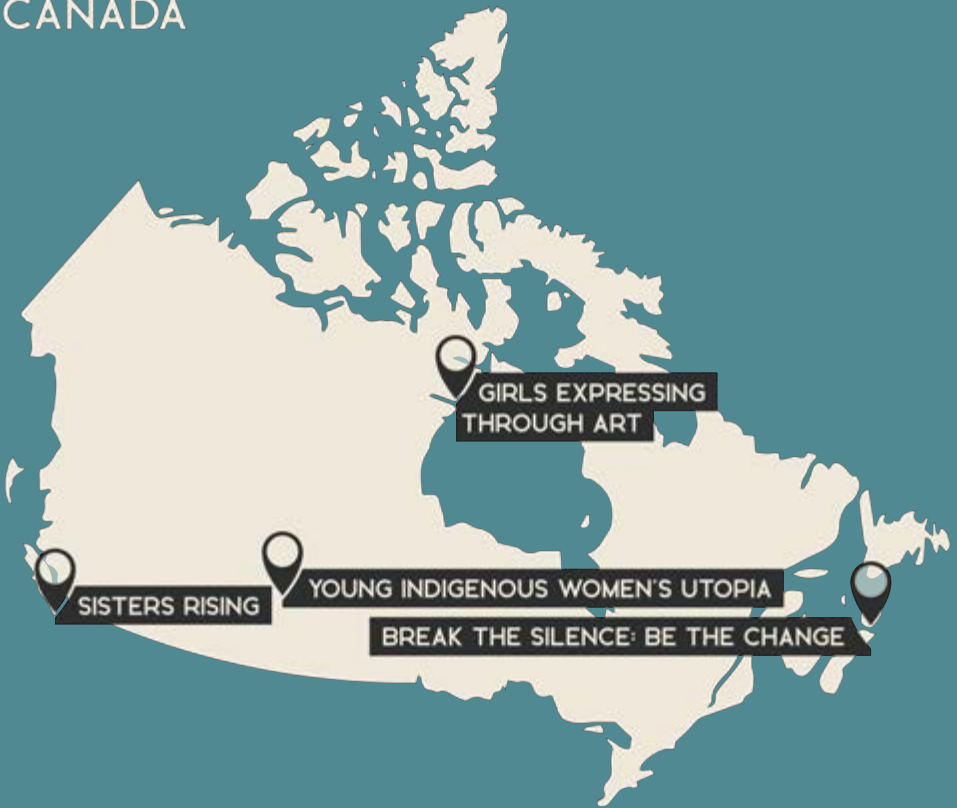 CANADA
GIRLS EXPRESSING
THROUGH ART
YOUNG INDIGENOUS WOMEN'S UTOPIA
SISTERS RISING
BREAK THE SILENCE: BE THE CHANGE